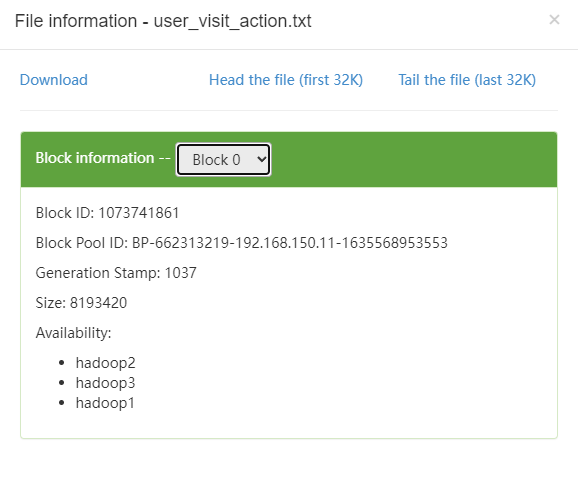 File information - user_visit_action.txt
×
Download
Head the file (first 32K)
Tail the file (last 32K)
Block information --
Block 0
Block ID: 1073741861
Block Pool ID: BP-662313219-192.168.150.11-1635568953553
Generation Stamp: 1037
Size: 8193420
Availability:
hadoop2
hadoop3
hadoop1